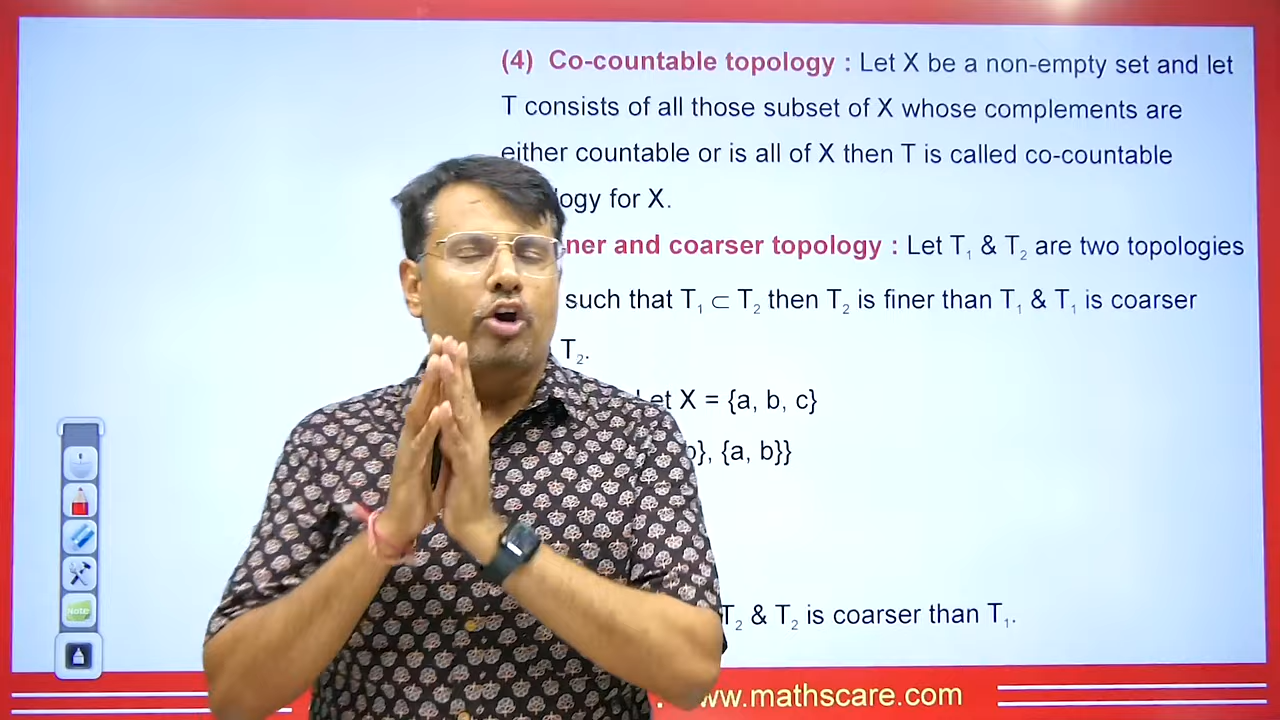 (4) Co-countable topology : Let X be a non-empty set and let
T consists of all those subset of X whose complements are
either countable or is all of X then T is called co-countable
for X.
and coarser topology : Let T₁ & T₂ are two topologies
such that T₁ ⊂ T₂ then T₂ is finer than T₁ & T₁ is coarser
T₂.
X = {a, b, c}
{a, b}}
T₂ & T₂ is coarser than T₁.
Note
www.mathscare.com